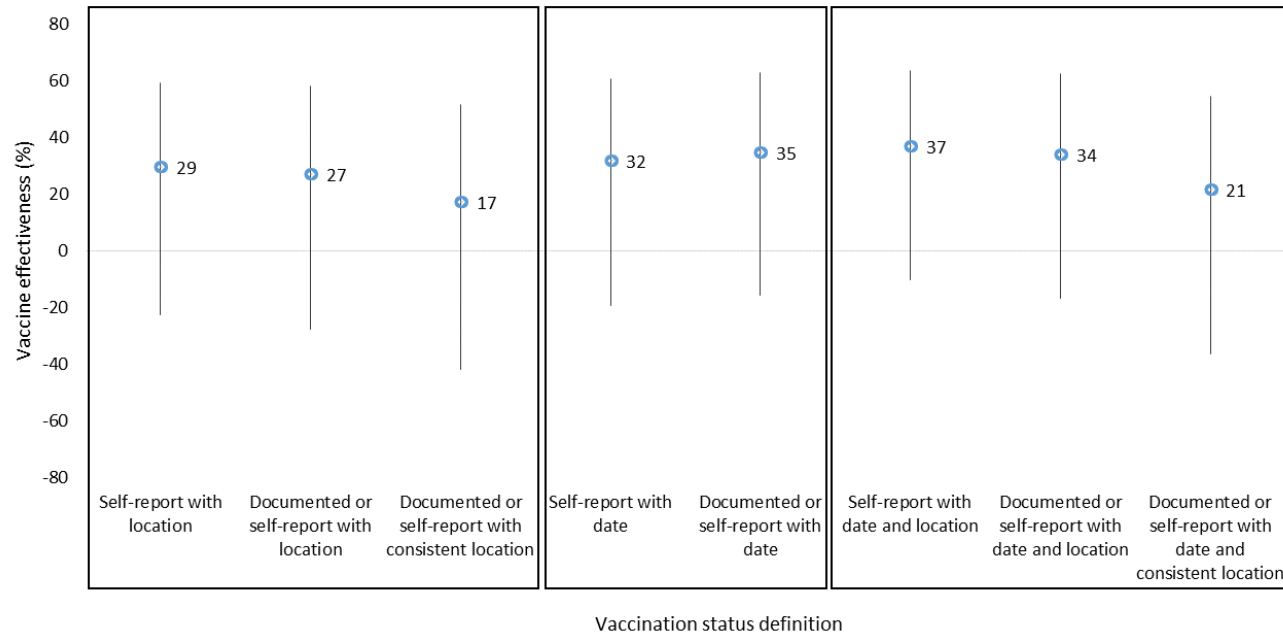 80
60
40
20
0
-20
-40
-60
-80
Vaccine effectiveness (%)
29
27
17
32
35
37
34
21
Self-report with
location
Documented or
self-report with
location
Documented or
self-report with
consistent location
Self-report with
date
Documented or
self-report with
date
Self-report with
date and location
Documented or
self-report with
date and location
Documented or
self-report with
date and
consistent location
Vaccination status definition